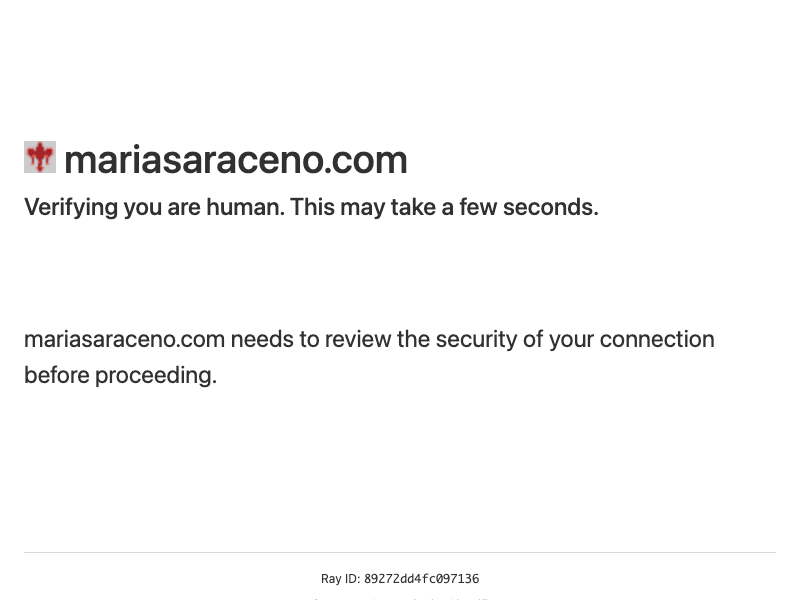 mariasaraceno.com
Verifying you are human. This may take a few seconds.
mariasaraceno.com needs to review the security of your connection
before proceeding.
Ray ID: 89272dd4fc097136